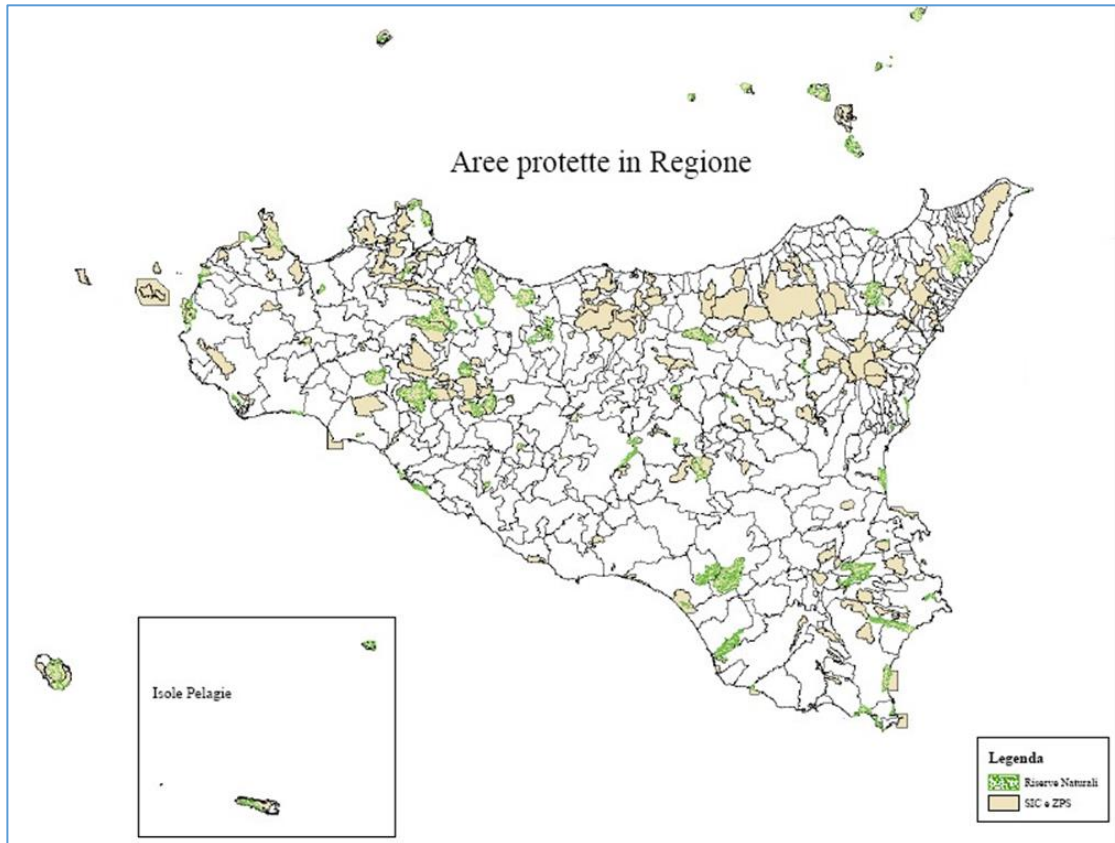 Aree protette in Regione
Isole Pelagie
Legenda
Riserve Naturali
SIC e ZPS